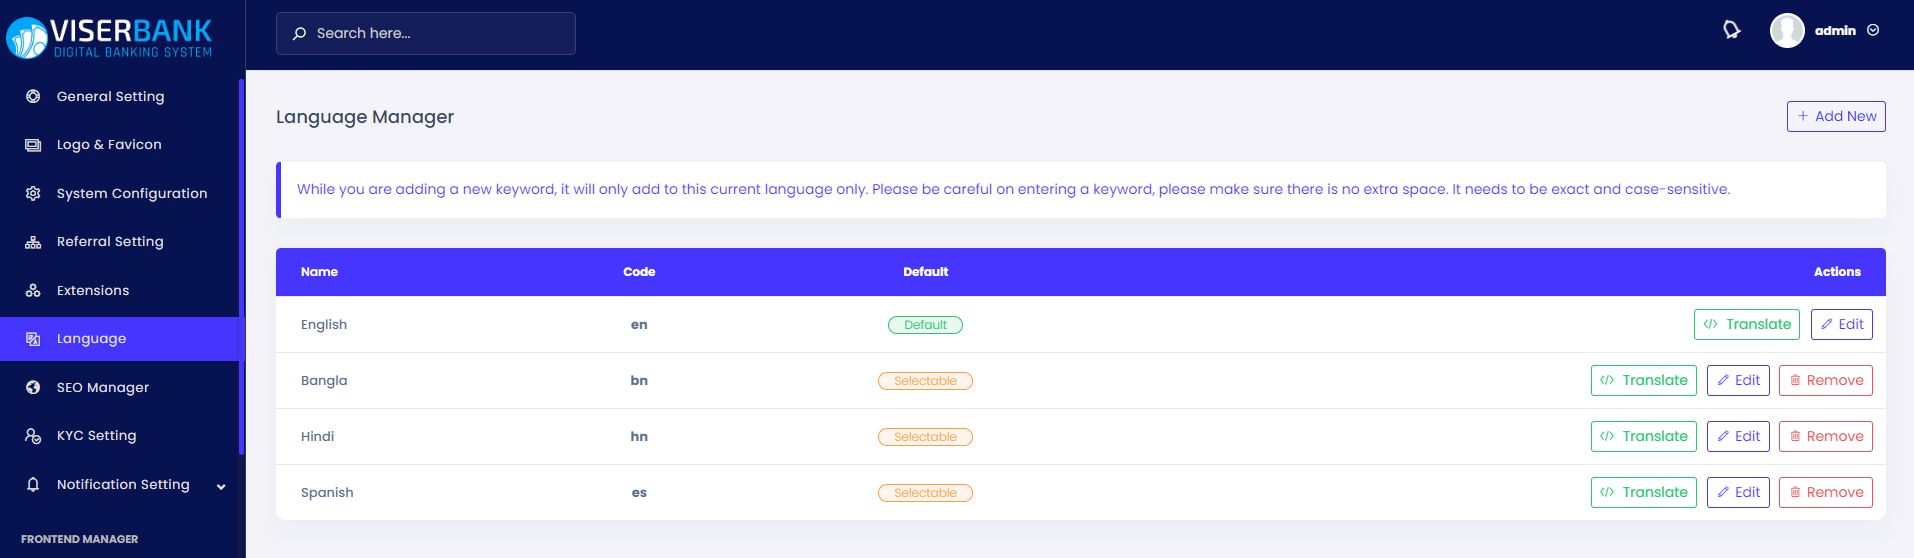 VISERBANK
DIGITAL BANKING SYSTEM
Search here...
admin
General Setting
Logo & Favicon
System Configuration
Referral Setting
Extensions
Language
SEO Manager
KYC Setting
Notification Setting
FRONTEND MANAGER
Language Manager
Add New
While you are adding a new keyword, it will only add to this current language only. Please be careful on entering a keyword, please make sure there is no extra space. It needs to be exact and case-sensitive.
Name Code Default Actions
English en Default Translate Edit
Bangla bn Selectable Translate Edit Remove
Hindi hn Selectable Translate Edit Remove
Spanish es Selectable Translate Edit Remove